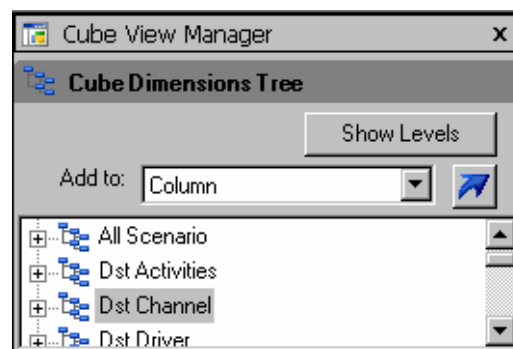 Cube View Manager x
Cube Dimensions Tree
Show Levels
Add to: Column
All Scenario
Dst Activities
Dst Channel
Dst Driver